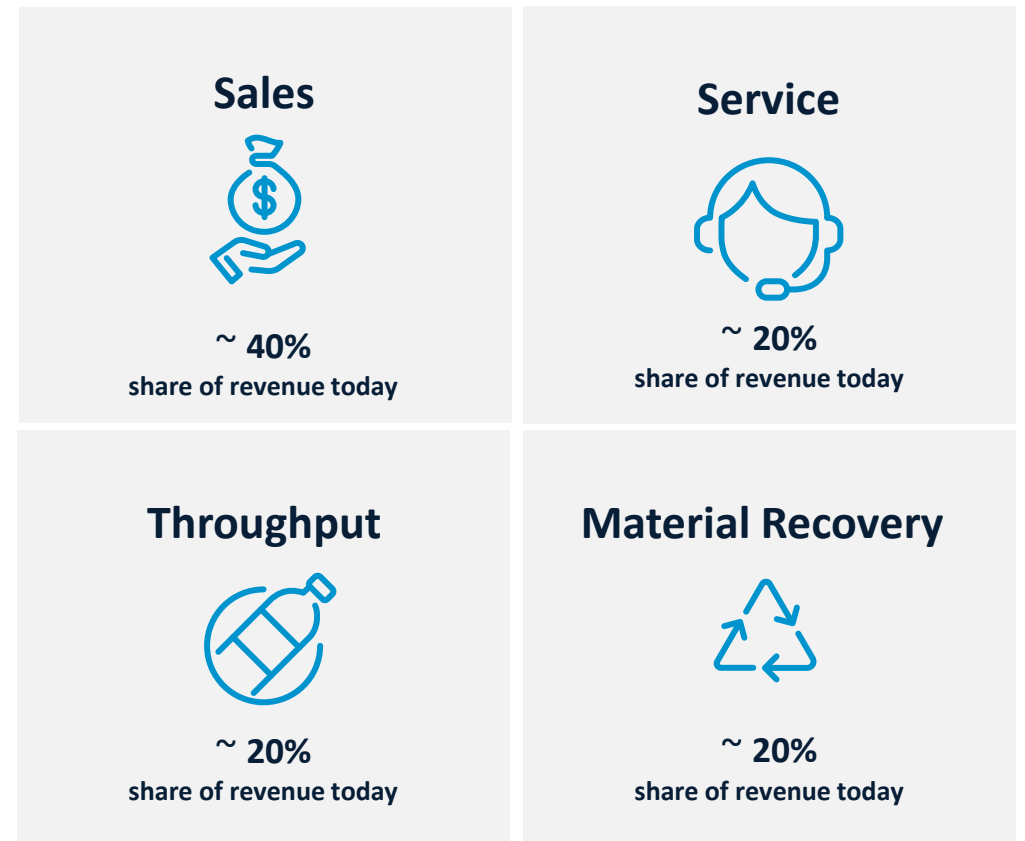 Sales
$
~ 40%
share of revenue today
Service
~ 20%
share of revenue today
Throughput
~ 20%
share of revenue today
Material Recovery
~ 20%
share of revenue today